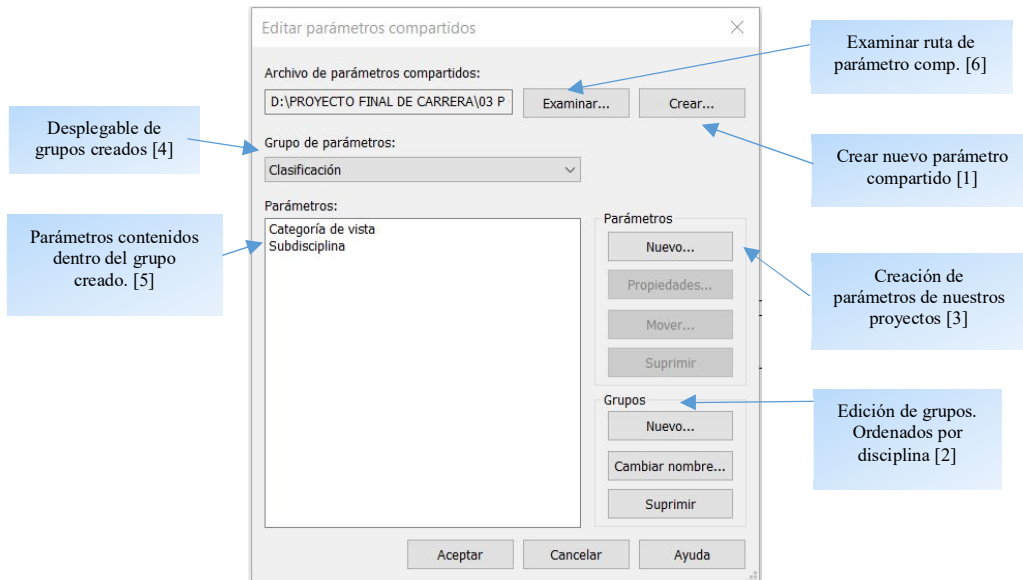 Editar parámetros compartidos
Archivo de parámetros compartidos:
D:\PROYECTO FINAL DE CARRERA\03 P
Examinar...
Crear...
Grupo de parámetros:
Clasificación
Parámetros:
Categoría de vista
Subdisciplina
Parámetros
Nuevo...
Propiedades...
Mover...
Suprimir
Grupos
Nuevo...
Cambiar nombre...
Suprimir
Aceptar
Cancelar
Ayuda
Desplegable de
grupos creados [4]
Parámetros contenidos
dentro del grupo
creado. [5]
Examinar ruta de
parámetro comp. [6]
Crear nuevo parámetro
compartido [1]
Creación de
parámetros de nuestros
proyectos [3]
Edición de grupos.
Ordenados por
disciplina [2]